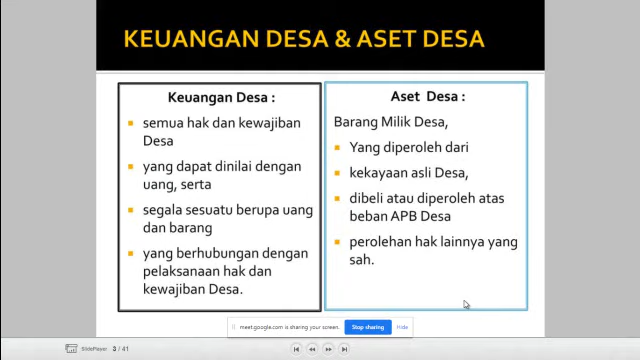 KEUANGAN DESA & ASET DESA
Keuangan Desa :
semua hak dan kewajiban
Desa
yang dapat dinilai dengan
uang, serta
segala sesuatu berupa uang
dan barang
yang berhubungan dengan
pelaksanaan hak dan
kewajiban Desa.
Aset Desa :
Barang Milik Desa,
Yang diperoleh dari
kekayaan asli Desa,
dibeli atau diperoleh atas
beban APB Desa
perolehan hak lainnya yang
sah.
meet.google.com is sharing your screen.
Stop sharing
Hide
SlidePlayer
3 / 41